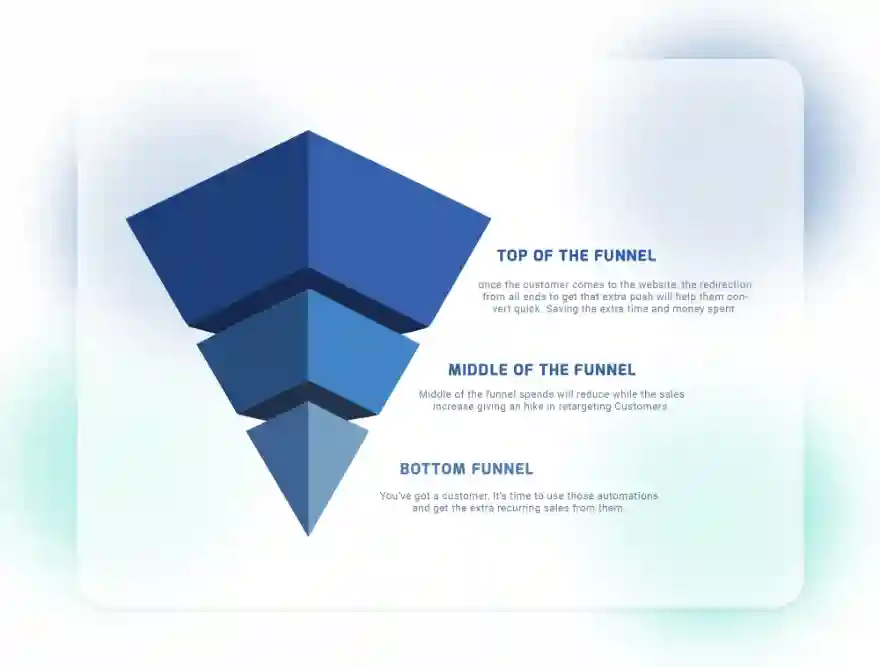 TOP OF THE FUNNEL
once the customer comes to the website, the redirection
from all ends to get that extra push will help them con-
vert quick. Saving the extra time and money spent
MIDDLE OF THE FUNNEL
Middle of the funnel spends will reduce while the sales
increase giving an hike in retargeting Customers
BOTTOM FUNNEL
You've got a customer. It's time to use those automations
and get the extra recurring sales from them.